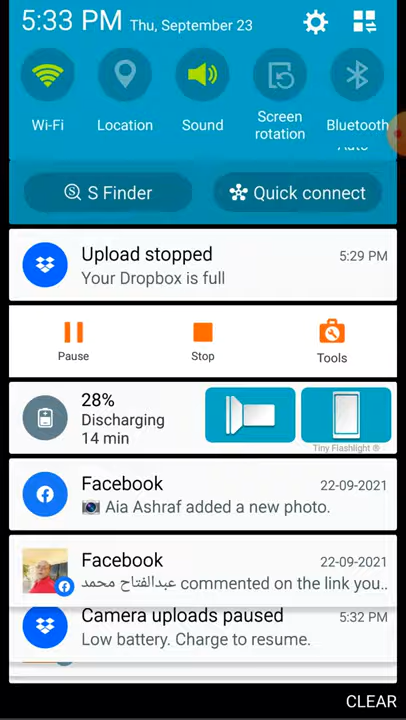 5:33 PM Thu, September 23
Wi-Fi
Location
Sound
Screen
rotation
Bluetooth
Auto
S Finder
Quick connect
Upload stopped
5:29 PM
Your Dropbox is full
Pause
Stop
Tools
28%
Discharging
14 min
Tiny Flashlight ®
Facebook
22-09-2021
Aia Ashraf added a new photo.
Facebook
22-09-2021
عبدالفتاح محمد commented on the link you..
Camera uploads paused
5:32 PM
Low battery. Charge to resume.
CLEAR